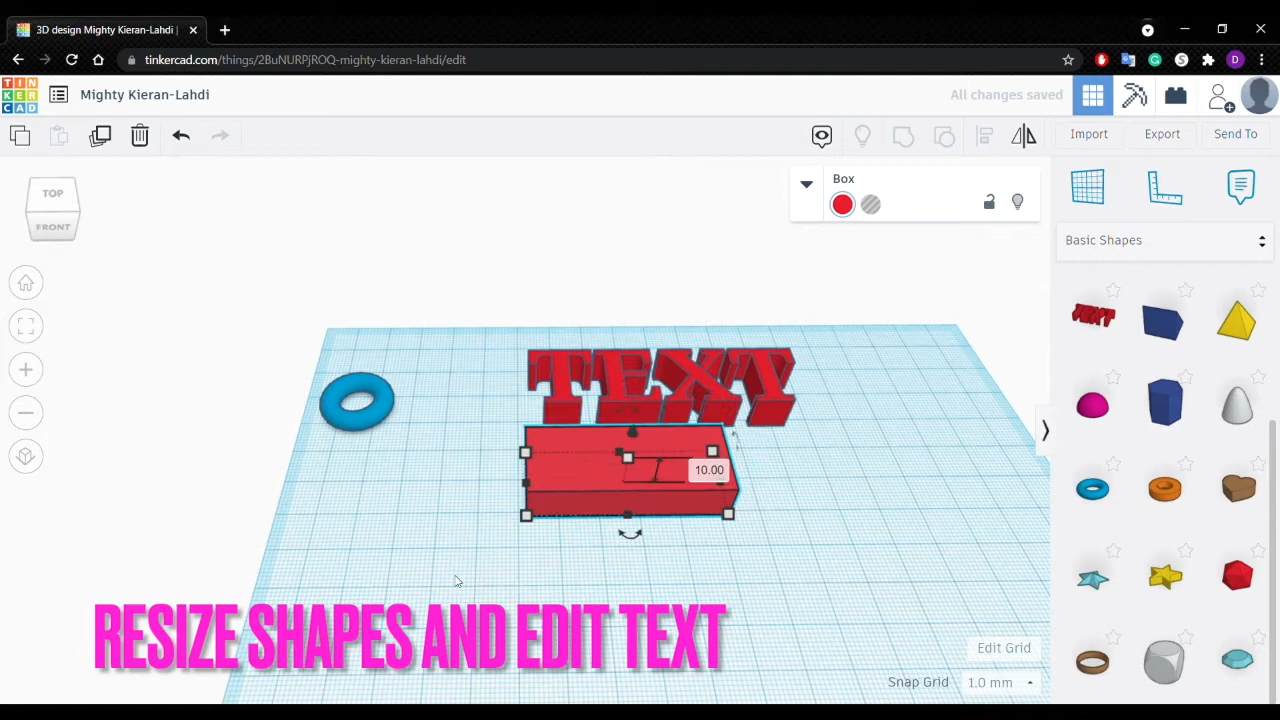 3D design Mighty Kieran-Lahdi |
tinkercad.com/things/2BuNURPjROQ-mighty-kieran-lahdi/edit
D
TIN
KER
CAD
Mighty Kieran-Lahdi
All changes saved
Import
Export
Send To
TOP
FRONT
Box
Basic Shapes
TEXT
TEXT
10.00
RESIZE SHAPES AND EDIT TEXT
Edit Grid
Snap Grid
1.0 mm